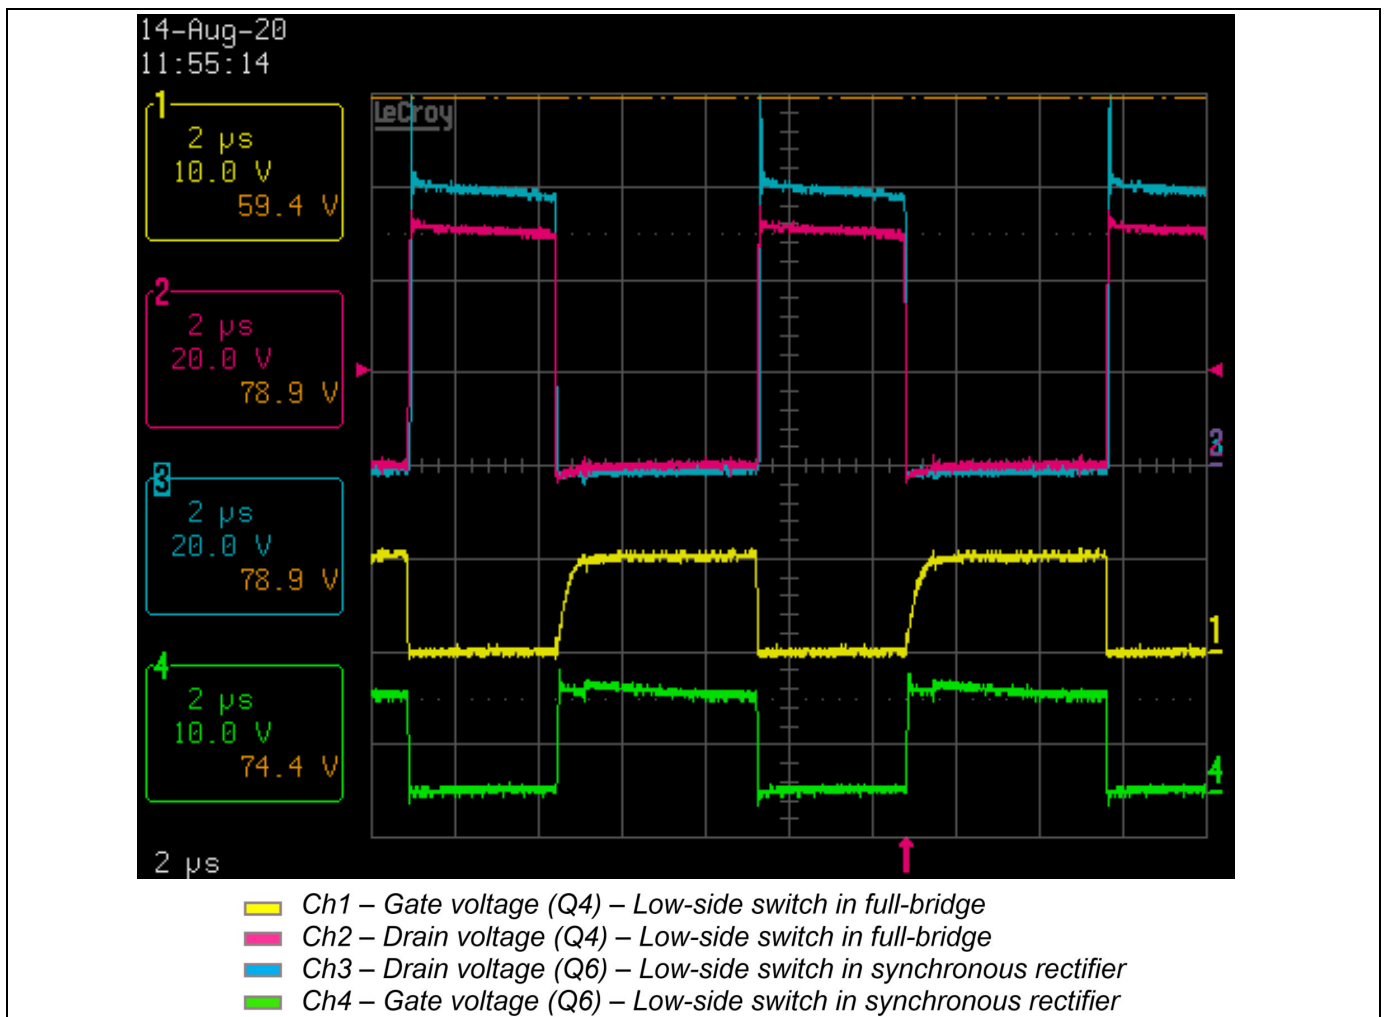 14-Aug-20
11:55:14
LeCroy
1
2 µs
10.0 V
59.4 V
2
2 µs
20.0 V
78.9 V
3
2 µs
20.0 V
78.9 V
4
2 µs
10.0 V
74.4 V
1
4
2 µs
Ch1 – Gate voltage (Q4) – Low-side switch in full-bridge
Ch2 – Drain voltage (Q4) – Low-side switch in full-bridge
Ch3 – Drain voltage (Q6) – Low-side switch in synchronous rectifier
Ch4 – Gate voltage (Q6) – Low-side switch in synchronous rectifier